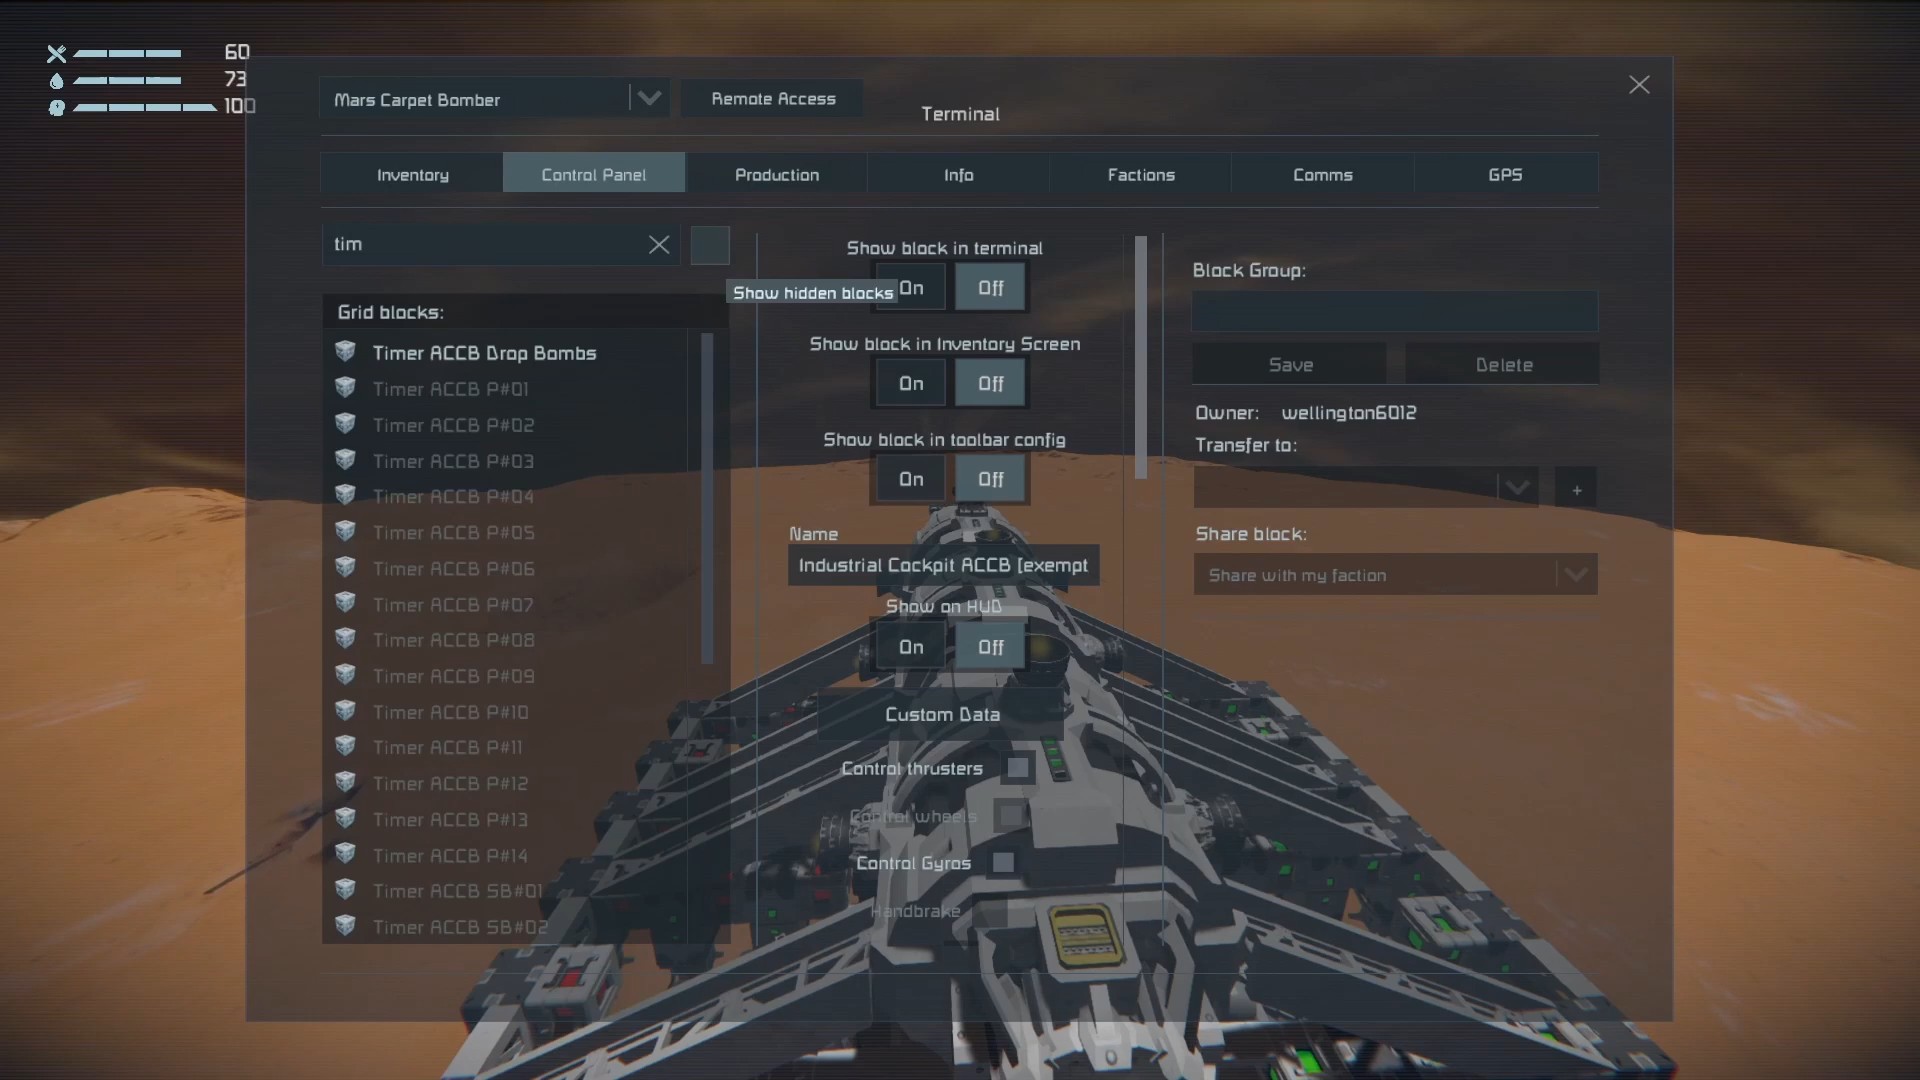 60
73
100
Mars Carpet Bomber
Remote Access
Terminal
Inventory
Control Panel
Production
Info
Factions
Comms
GPS
tim
Show hidden blocks
Grid blocks:
Timer ACCB Drop Bombs
Timer ACCB P#01
Timer ACCB P#02
Timer ACCB P#03
Timer ACCB P#04
Timer ACCB P#05
Timer ACCB P#06
Timer ACCB P#07
Timer ACCB P#08
Timer ACCB P#09
Timer ACCB P#10
Timer ACCB P#11
Timer ACCB P#12
Timer ACCB P#13
Timer ACCB P#14
Timer ACCB SB#01
Timer ACCB SB#02
Show block in terminal
On Off
Show block in Inventory Screen
On Off
Show block in toolbar config
On Off
Name
Industrial Cockpit ACCB [exempt
Show on HUD
On Off
Custom Data
Control thrusters
Control wheels
Control Gyros
Handbrake
Block Group:
Save
Delete
Owner: wellington6012
Transfer to:
+
Share block:
Share with my faction